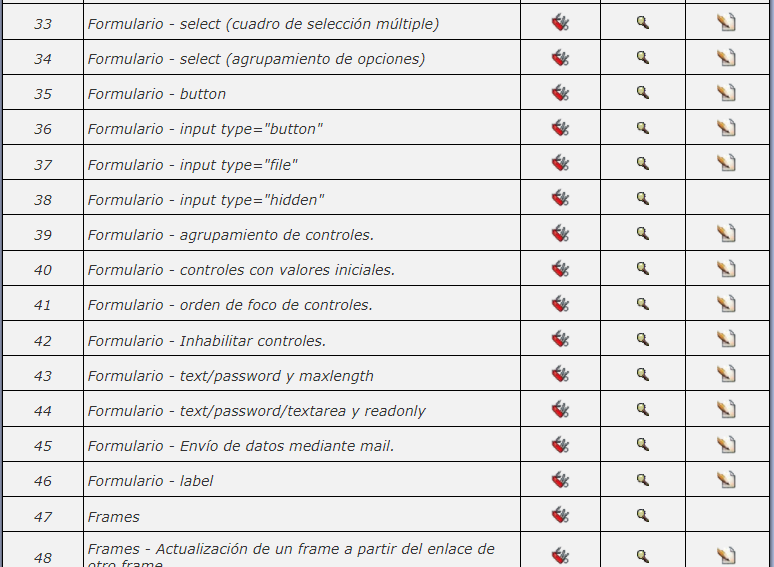 33 Formulario - select (cuadro de selección múltiple)
34 Formulario - select (agrupamiento de opciones)
35 Formulario - button
36 Formulario - input type="button"
37 Formulario - input type="file"
38 Formulario - input type="hidden"
39 Formulario - agrupamiento de controles.
40 Formulario - controles con valores iniciales.
41 Formulario - orden de foco de controles.
42 Formulario - Inhabilitar controles.
43 Formulario - text/password y maxlength
44 Formulario - text/password/textarea y readonly
45 Formulario - Envío de datos mediante mail.
46 Formulario - label
47 Frames
48 Frames - Actualización de un frame a partir del enlace de
otro frame